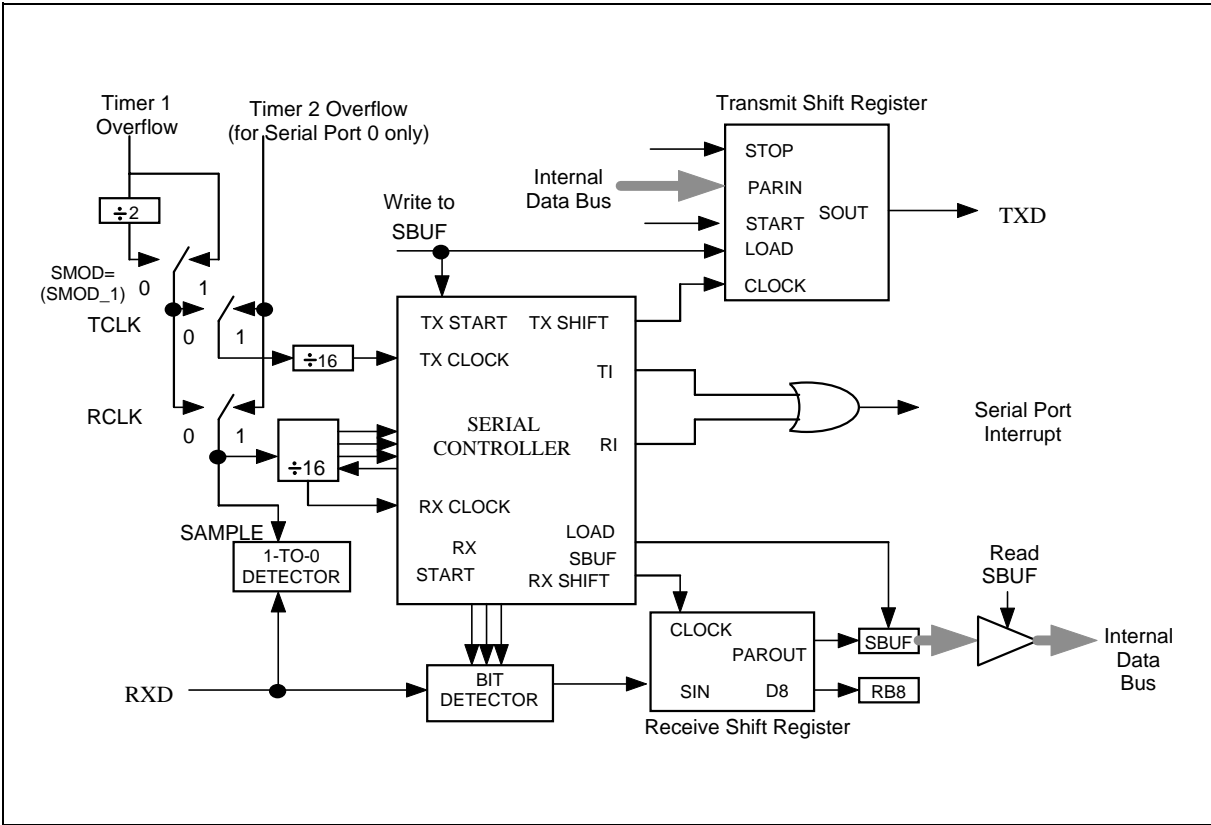 Timer 1
Overflow
Timer 2 Overflow
(for Serial Port 0 only)
Transmit Shift Register
÷2
Write to
SBUF
Internal
Data Bus
STOP
PARIN
START
SOUT
LOAD
CLOCK
TXD
SMOD=
(SMOD_1)
0
1
TCLK
0
1
÷16
TX START
TX SHIFT
TX CLOCK
TI
RCLK
0
1
÷16
SERIAL
CONTROLLER
RI
Serial Port
Interrupt
RX CLOCK
SAMPLE
1-TO-0
DETECTOR
RX
START
LOAD
SBUF
RX SHIFT
Read
SBUF
CLOCK
PAROUT
SIN
D8
SBUF
RB8
Internal
Data
Bus
RXD
BIT
DETECTOR
Receive Shift Register